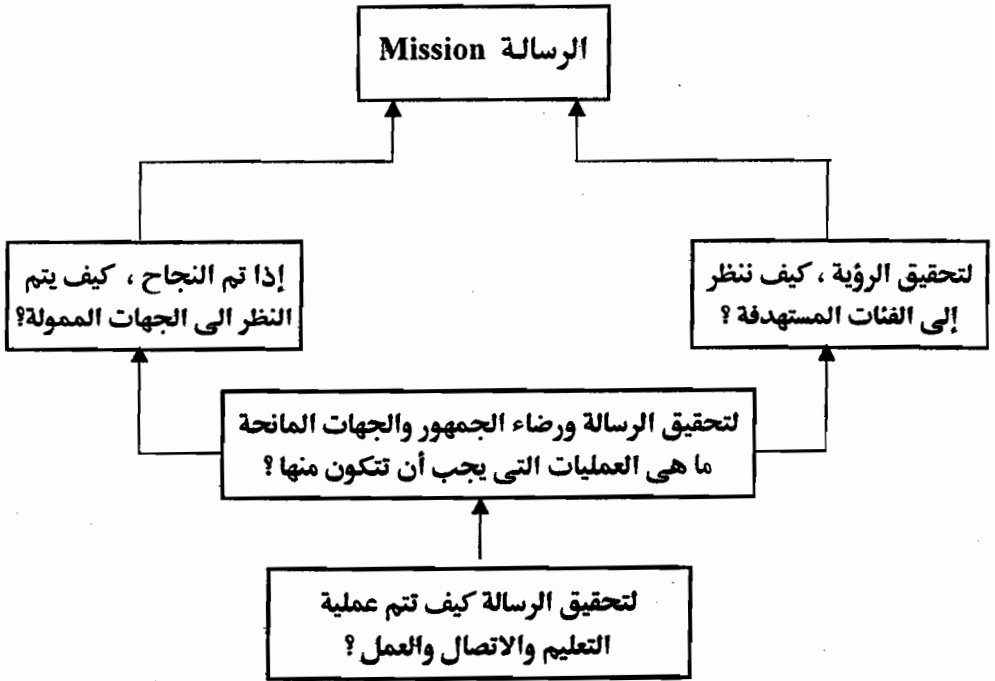 الرسالة Mission
لتحقيق الرؤية ، كيف ننظر
إلى الفئات المستهدفة ؟
إذا تم النجاح ، كيف يتم
النظر الى الجهات الممولة؟
لتحقيق الرسالة ورضاء الجمهور والجهات المانحة
ما هى العمليات التى يجب أن تتكون منها ؟
لتحقيق الرسالة كيف تتم عملية
التعليم والاتصال والعمل ؟